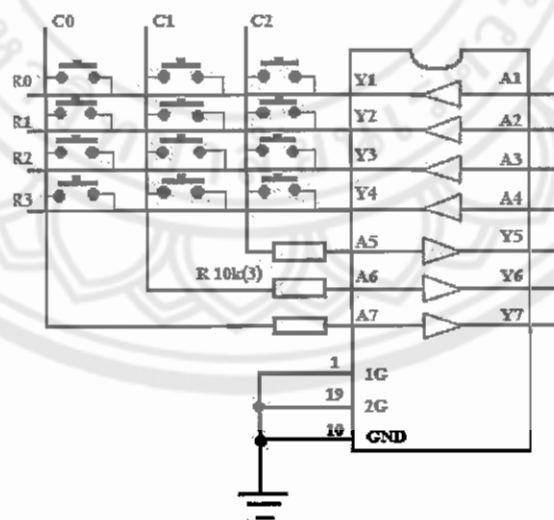 C0 C1 C2
R0 Y1 A1
R1 Y2 A2
R2 Y3 A3
R3 Y4 A4
A5 Y5
R 10k(3) A6 Y6
A7 Y7
1 1G
19 2G
10 GND